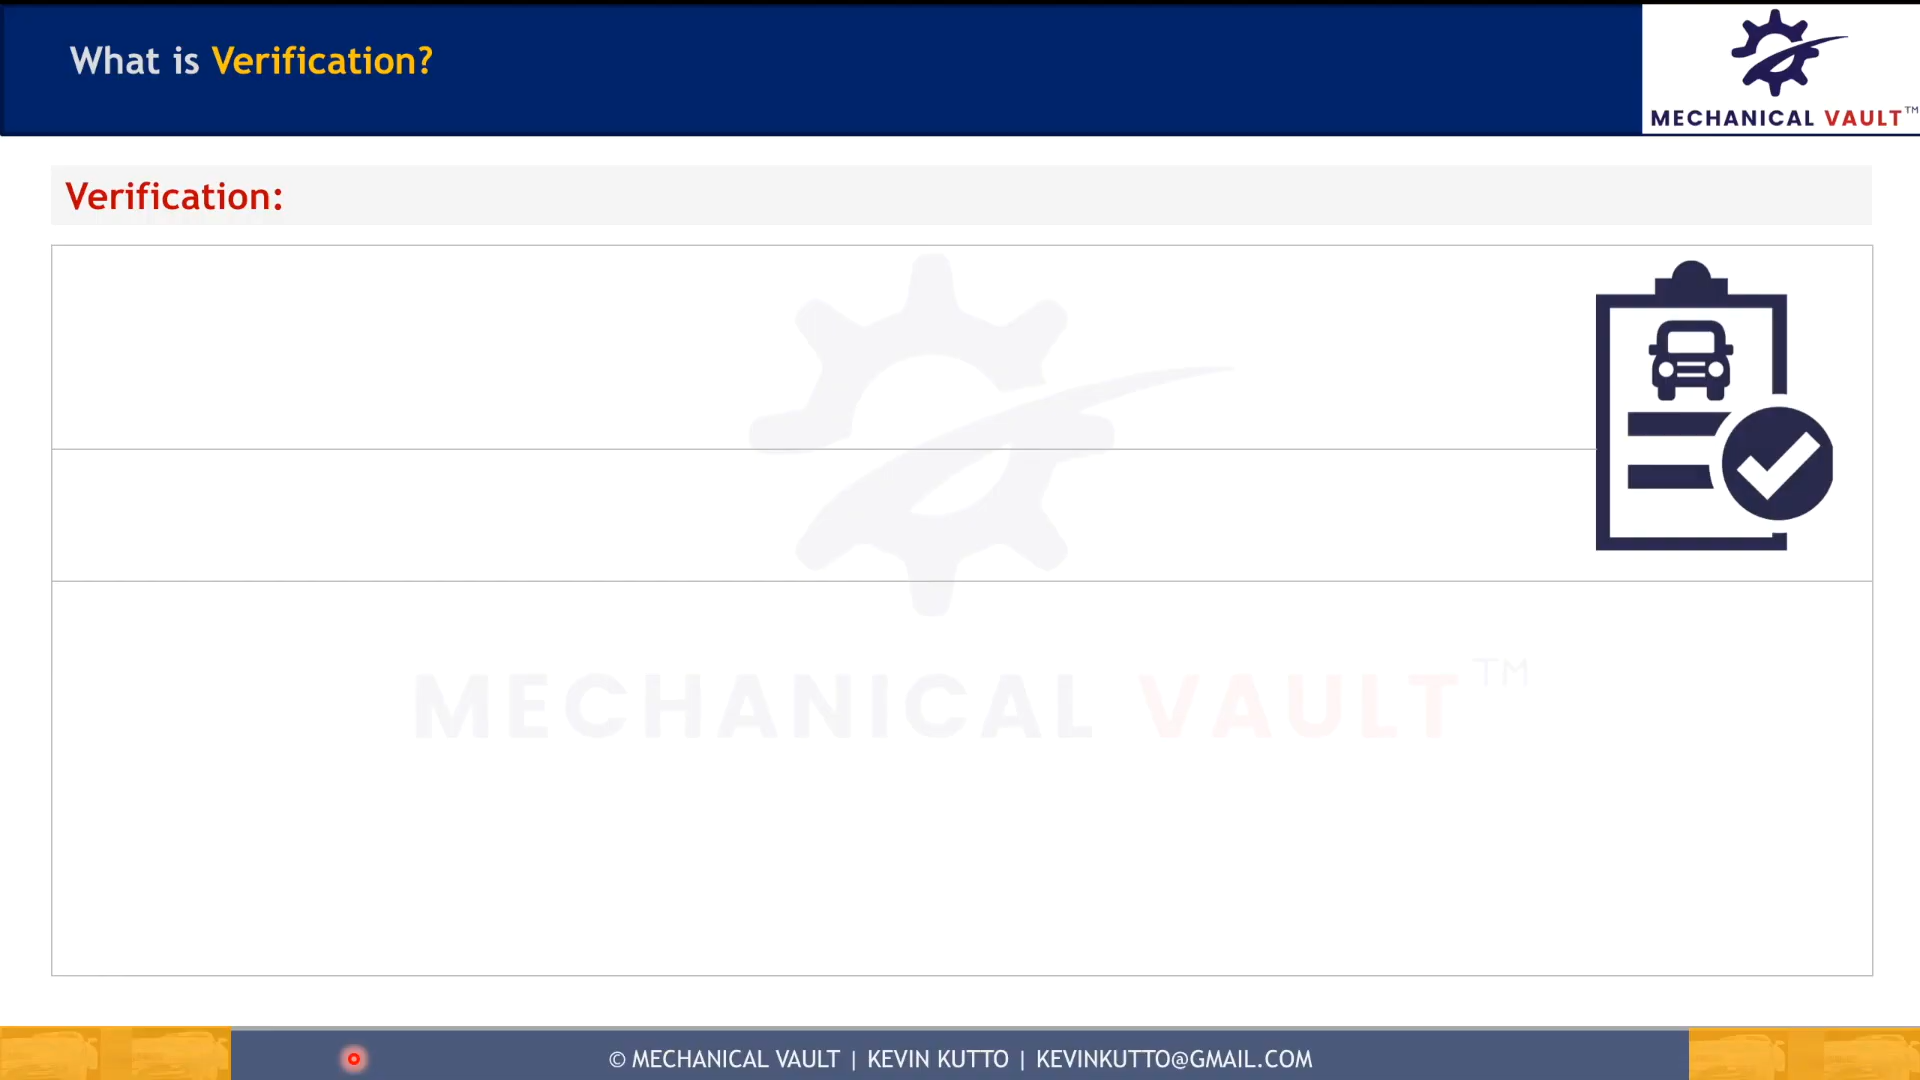 What is Verification?
MECHANICAL VAULT™
Verification:
MECHANICAL VAULT™
© MECHANICAL VAULT | KEVIN KUTTO | KEVINKUTTO@GMAIL.COM